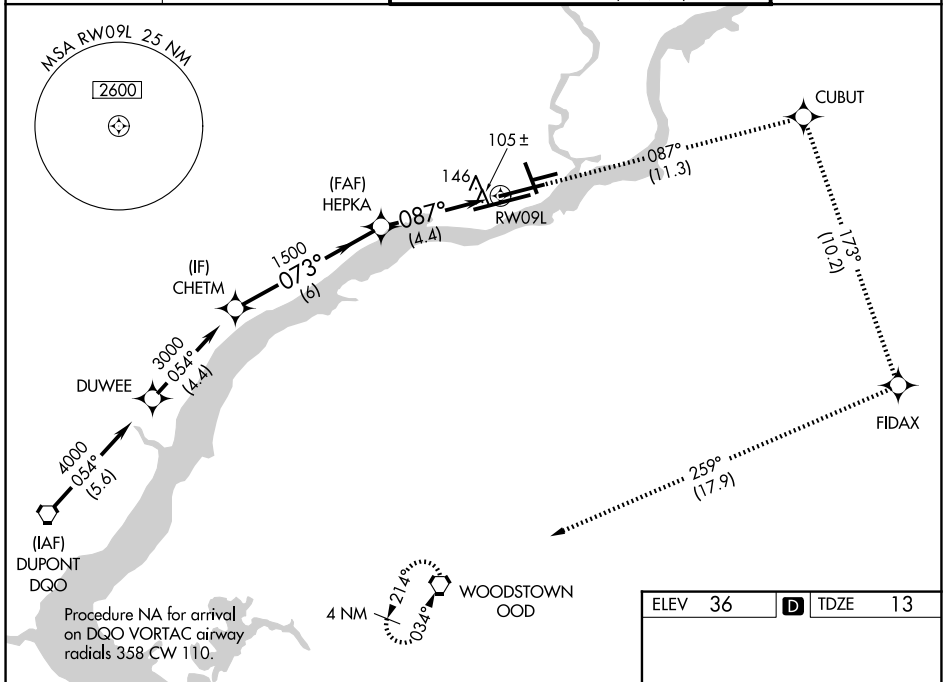 MSA RW09L 25 NM
2600
CUBUT
105 ±
146
087°
(11.3)
(FAF)
HEPKA
087°
(4.4)
RW09L
1500
073°
(6)
(IF)
CHETM
173°
(10.2)
3000
054°
(4.4)
DUWEE
FIDAX
4000
054°
(5.6)
259°
(17.9)
(IAF)
DUPONT
DQO
214°
034°
4 NM
WOODSTOWN
OOD
Procedure NA for arrival
on DQO VORTAC airway
radials 358 CW 110.
ELEV 36 D TDZE 13